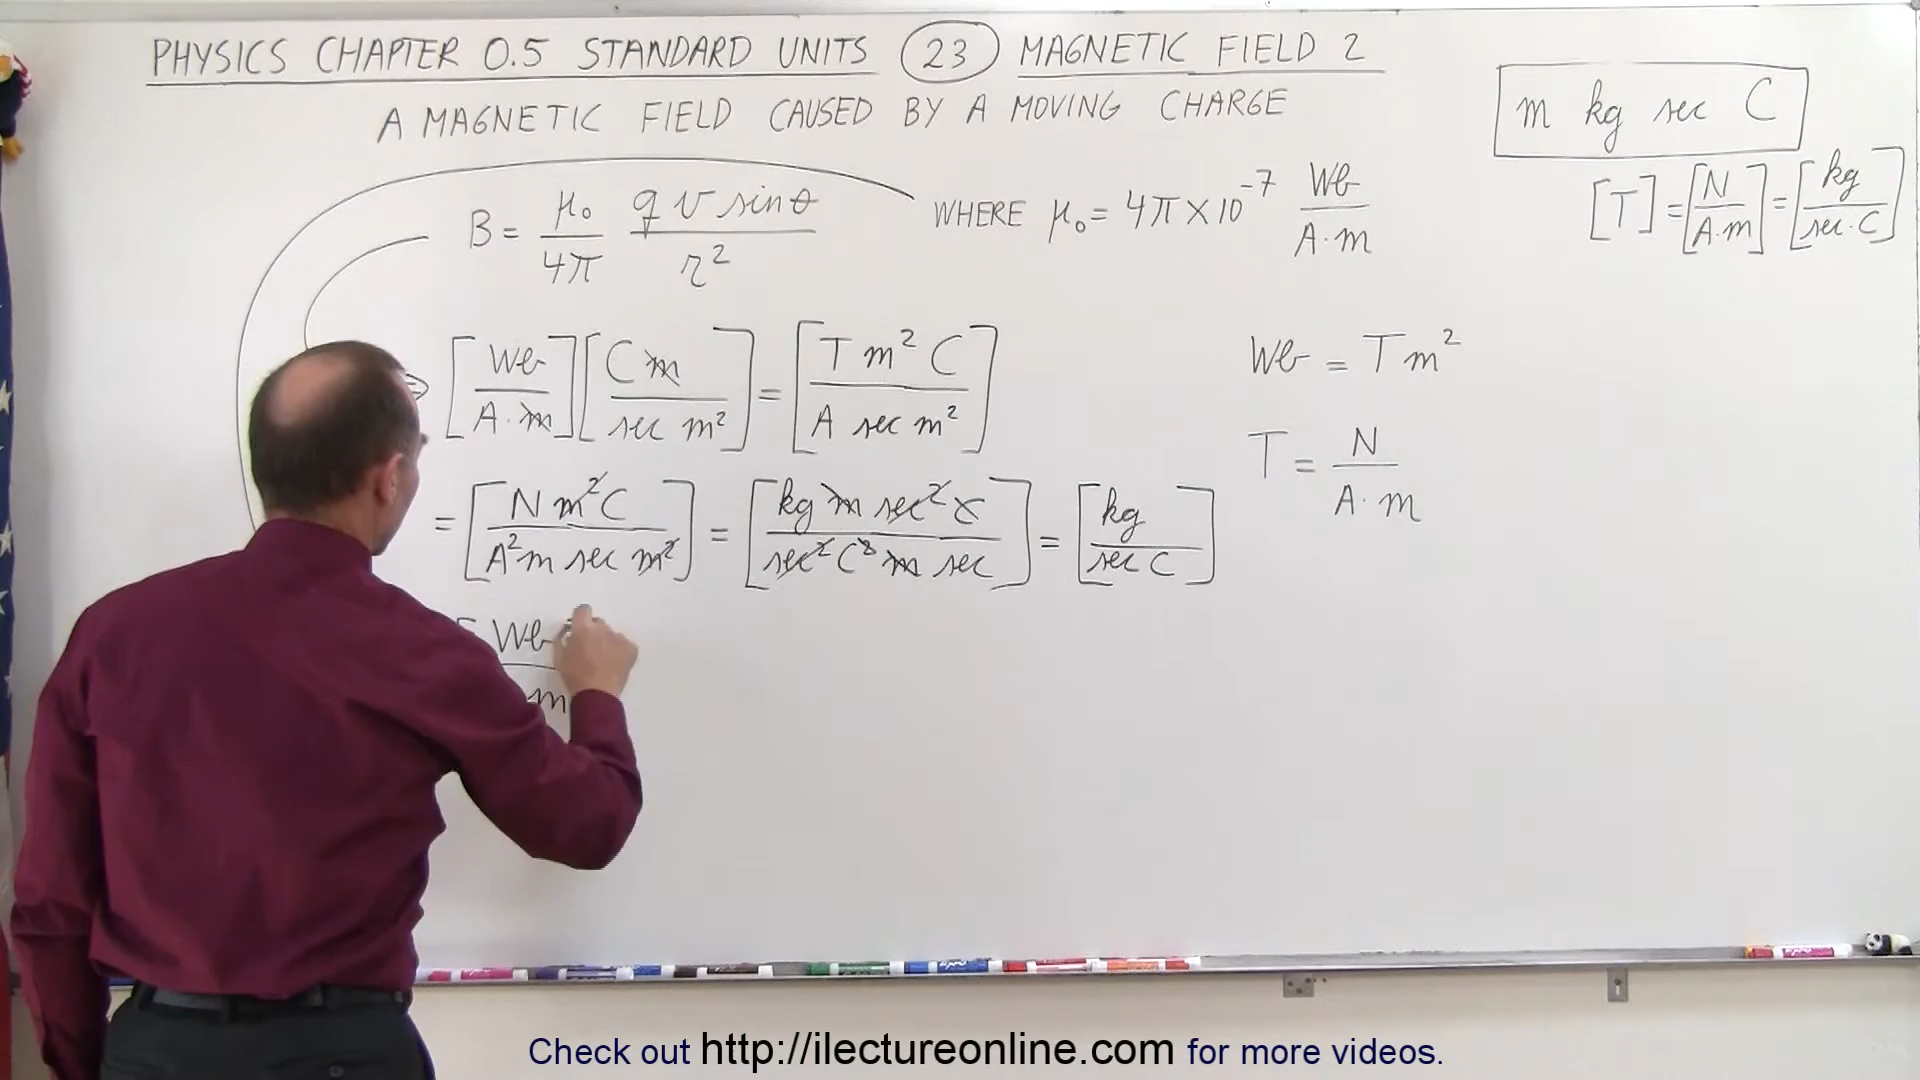 PHYSICS CHAPTER 0.5 STANDARD UNITS (23) MAGNETIC FIELD 2
A MAGNETIC FIELD CAUSED BY A MOVING CHARGE
m kg sec C
B = μ₀/4π q v sinθ/r² WHERE μ₀ = 4π × 10⁻⁷ Wb/A·m
[T] = [N/A·m] = [kg/sec·C]
⇒ [Wb/A·m] [C m/sec m²] = [T m² C/A sec m²]
Wb = T m²
T = N/A·m
= [N m² C/A² m sec m²] = [kg m sec² C/sec² C² m sec] = [kg/sec C]
[Wb
m
Check out http://ilectureonline.com for more videos.